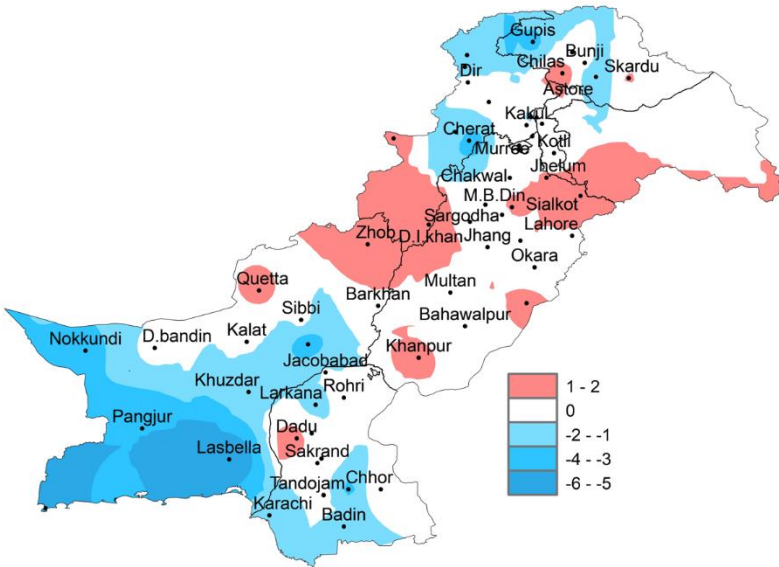 Gupis
Bunji
Chilas
Skardu
Dir
Astore
Kakul
Cherat
Murree
Kotli
Jhelum
Chakwal
M.B.Din
Sialkot
Sargodha
Lahore
Zhob
D.I.khan
Jhang
Okara
Quetta
Multan
Barkhan
Sibbi
Bahawalpur
Nokkundi
D.bandin
Kalat
Khanpur
Jacobabad
Khuzdar
Rohri
Larkana
Pangjur
Dadu
Lasbella
Sakrand
Tandojam
Chhor
Karachi
Badin
1 - 2
0
-2 - -1
-4 - -3
-6 - -5